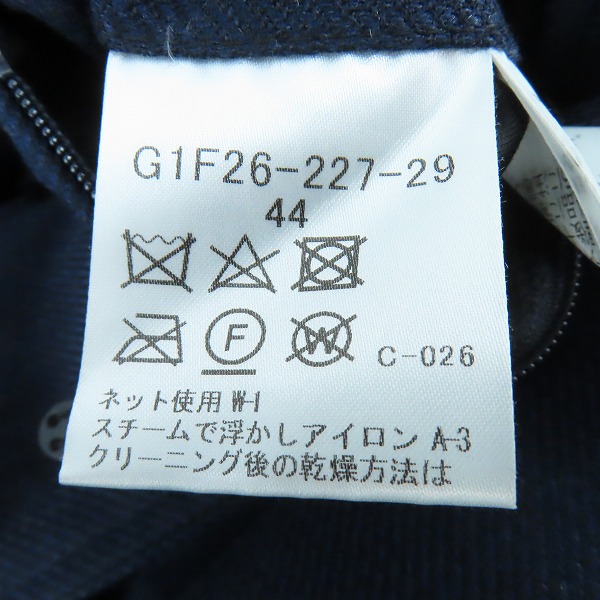 G1F26-227-29
44
F W C-026
ネット使用 W-1
スチームで浮かしアイロン A-3
クリーニング後の乾燥方法は